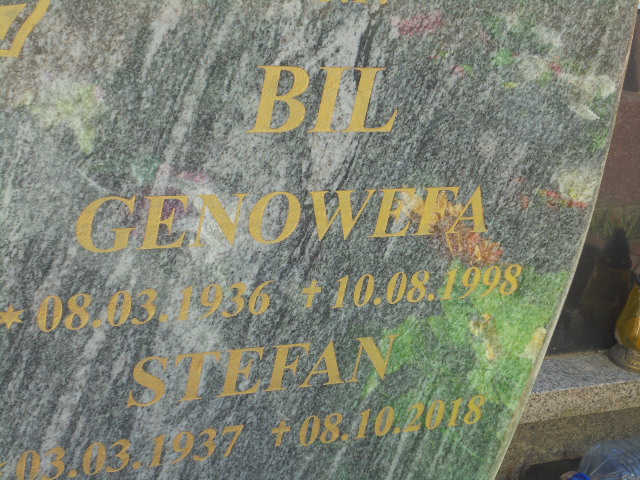 BIL
GENOWEFA
* 08.03.1936 † 10.08.1998
STEFAN
* 03.03.1937 † 08.10.2018